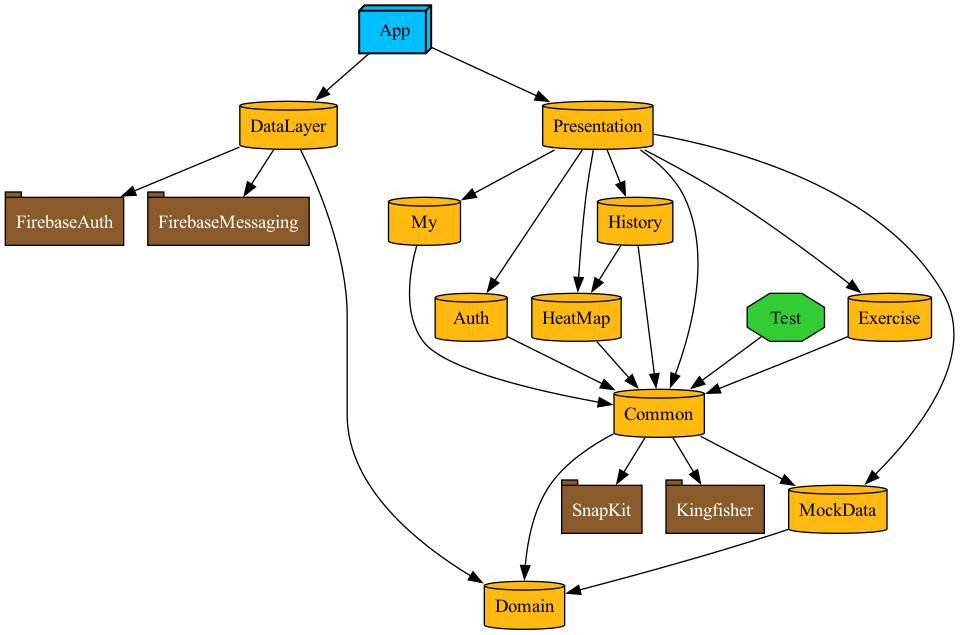 App
DataLayer
Presentation
FirebaseAuth
FirebaseMessaging
My
History
Auth
HeatMap
Test
Exercise
Common
SnapKit
Kingfisher
MockData
Domain